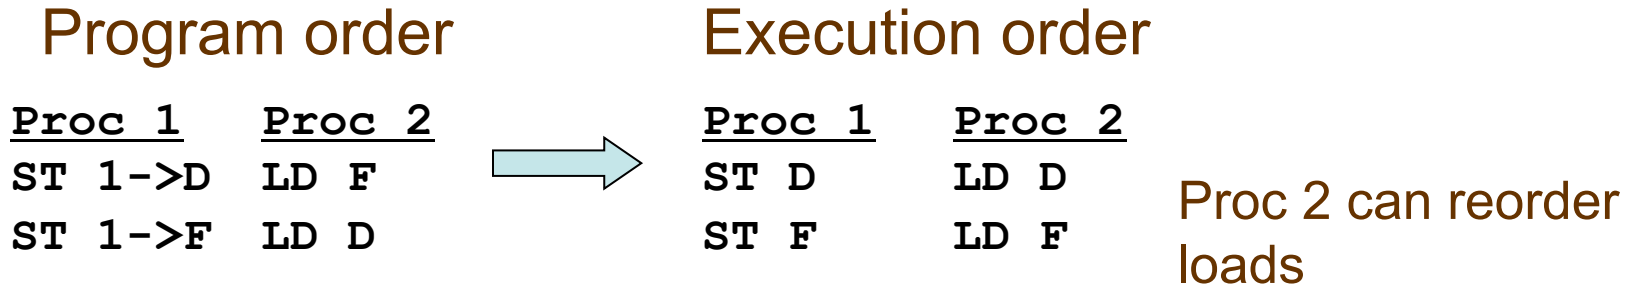 Program order Execution order
Proc 1 Proc 2 Proc 1 Proc 2
ST 1->D LD F ST D LD D
ST 1->F LD D ST F LD F
Proc 2 can reorder
loads